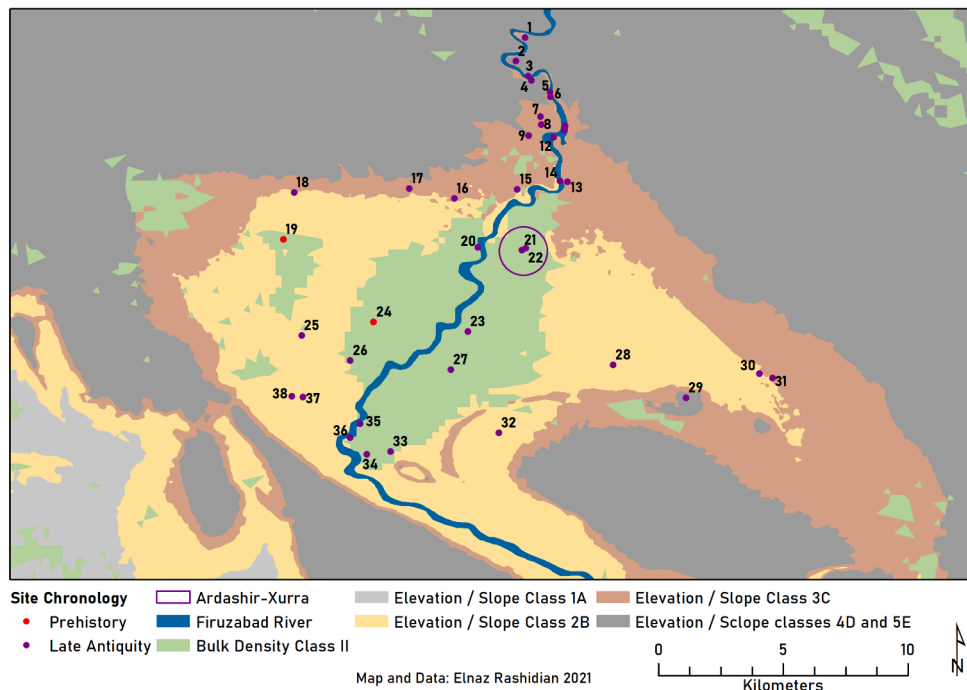 1
2
3
4
5
6
7
8
9
12
14
13
15
16
17
18
19
20
21
22
24
23
25
26
27
28
29
30
31
38
37
36
35
32
33
34
Site Chronology
Prehistory
Late Antiquity
Ardashir-Xurra
Firuzabad River
Bulk Density Class II
Elevation / Slope Class 1A
Elevation / Slope Class 2B
Elevation / Slope Class 3C
Elevation / Sclope classes 4D and 5E
Map and Data: Elnaz Rashidian 2021
0 5 10
Kilometers
N